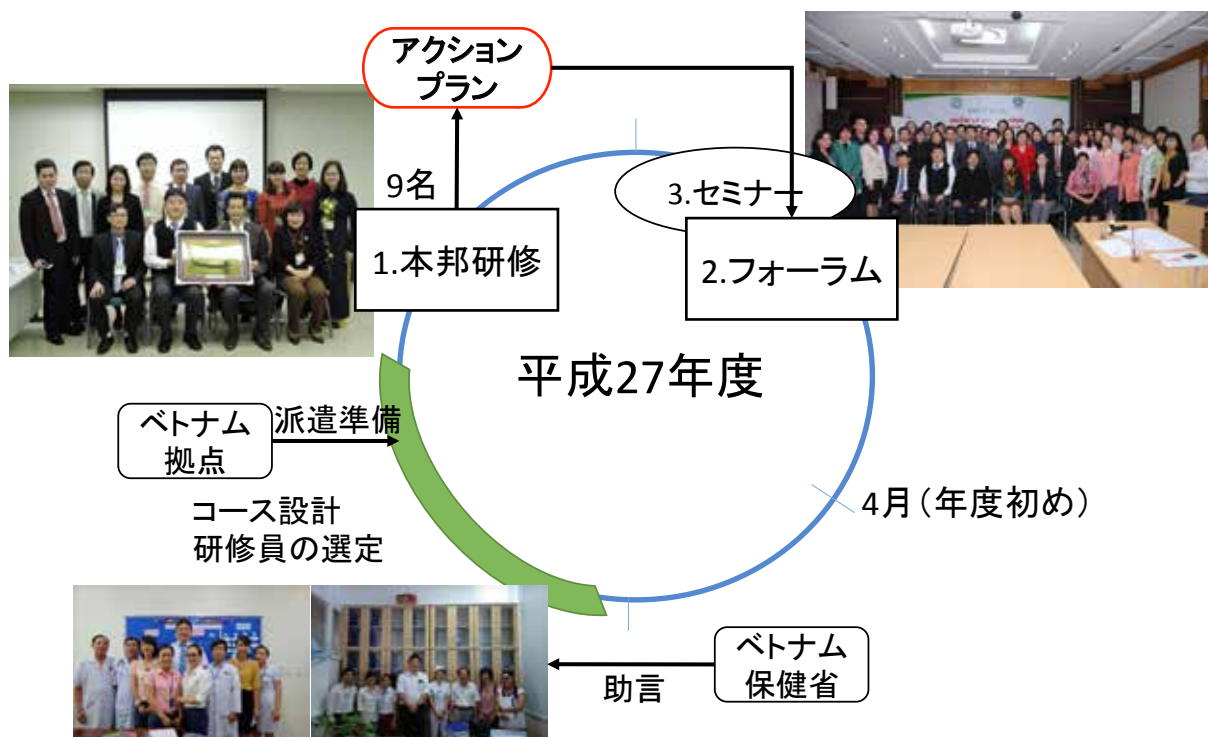 アクション
プラン
9名
3.セミナー
1.本邦研修
2.フォーラム
平成27年度
ベトナム
拠点
派遣準備
4月(年度初め)
コース設計
研修員の選定
ベトナム
保健省
助言